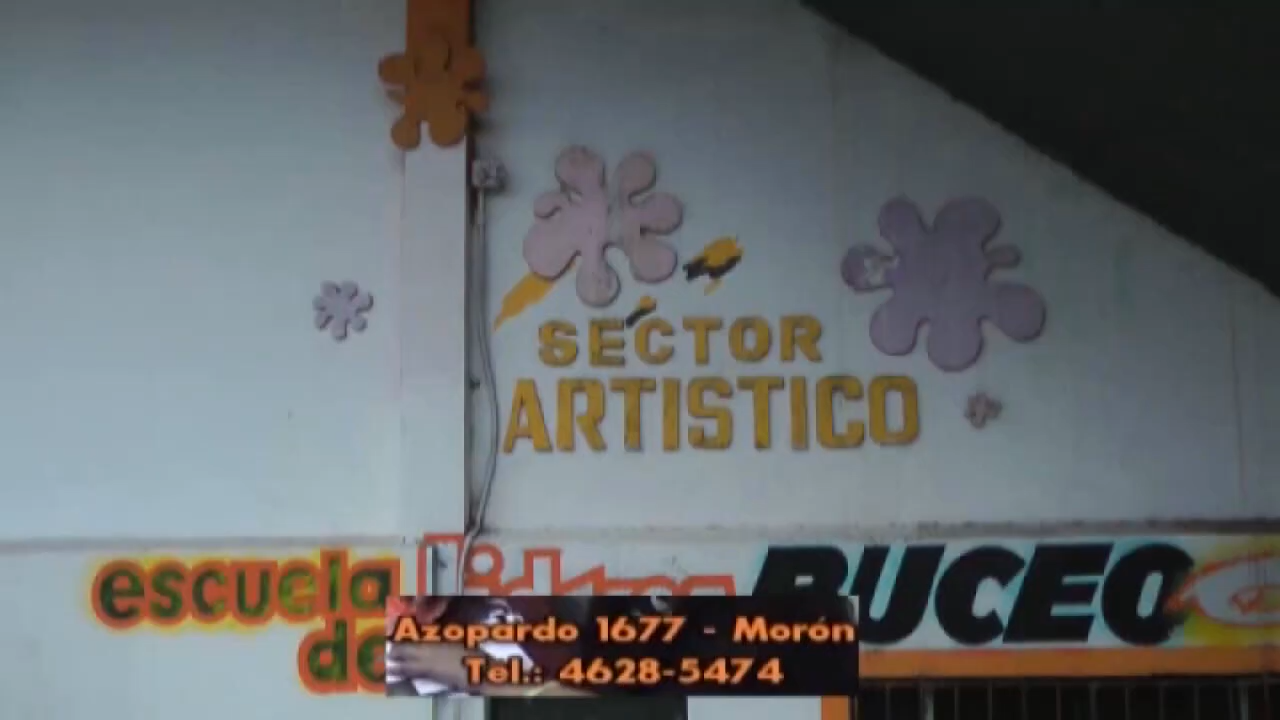 SECTOR
ARTISTICO
escuela
de
BUCEO
Azopardo 1677 - Morón
Tel.: 4628-5474